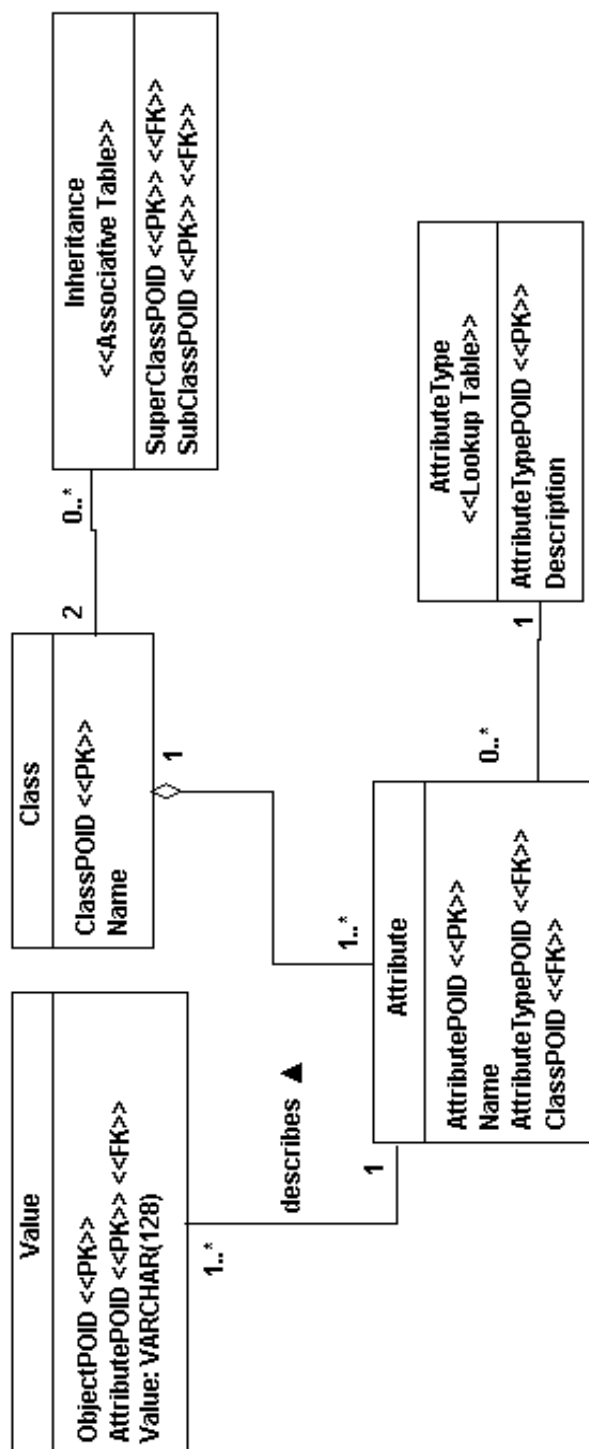 Value
ObjectPOID <<PK>>
AttributePOID <<PK>> <<FK>>
Value: VARCHAR(128)
Class
ClassPOID <<PK>>
Name
Inheritance
<<Associative Table>>
SuperClassPOID <<PK>> <<FK>>
SubClassPOID <<PK>> <<FK>>
2
0..*
1
1..*
1..*
describes ▶
1
Attribute
AttributePOID <<PK>>
Name
AttributeTypePOID <<FK>>
ClassPOID <<FK>>
0..*
1
AttributeType
<<Lookup Table>>
AttributeTypePOID <<PK>>
Description